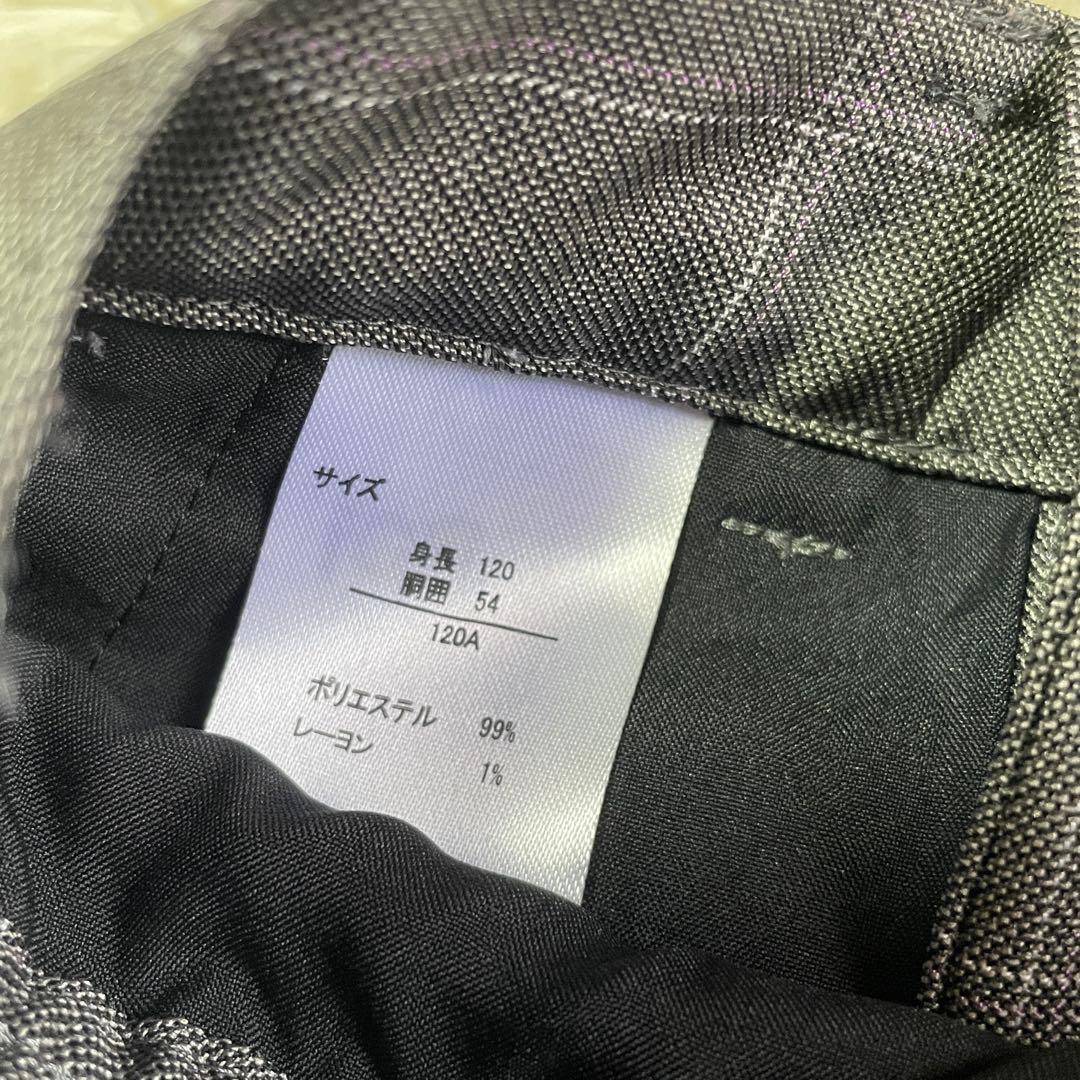 サイズ
身長 120
胴囲 54
120A
ポリエステル 99%
レーヨン 1%